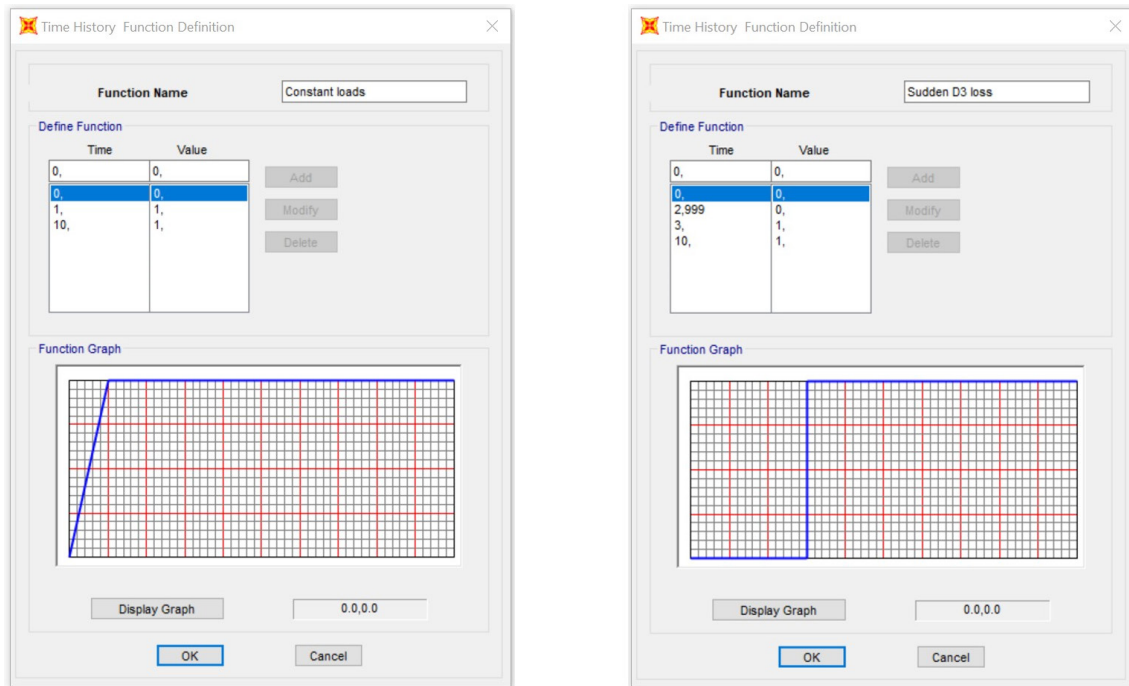 Time History Function Definition
Function Name Constant loads
Define Function
Time Value
0, 0,
Add
0, 0,
1, 1,
Modify
10, 1,
Delete
Function Graph
Display Graph 0.0,0.0
OK Cancel
Time History Function Definition
Function Name Sudden D3 loss
Define Function
Time Value
0, 0,
Add
0, 0,
2,999 0,
Modify
3, 1,
10, 1,
Delete
Function Graph
Display Graph 0.0,0.0
OK Cancel